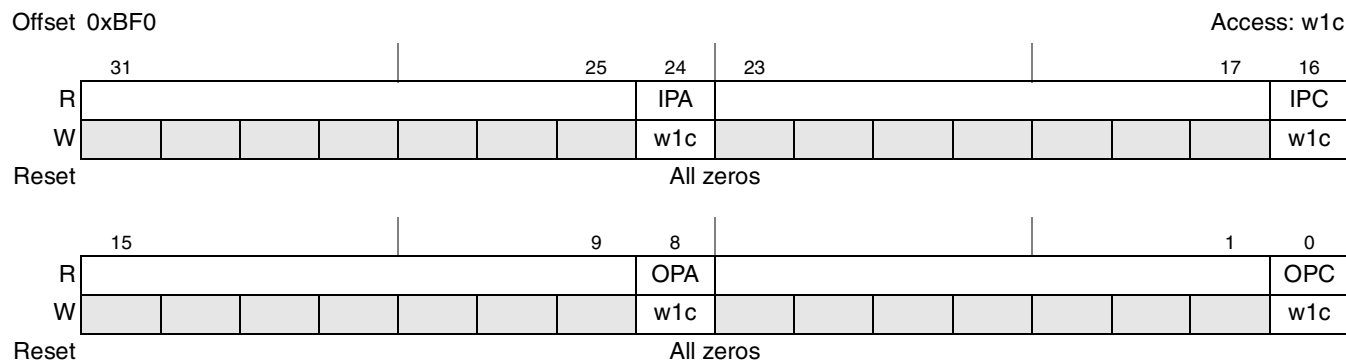 Offset 0xBF0 Access: w1c
31 25 24 23 17 16
R IPA IPC
W w1c w1c
Reset All zeros
15 9 8 1 0
R OPA OPC
W w1c w1c
Reset All zeros